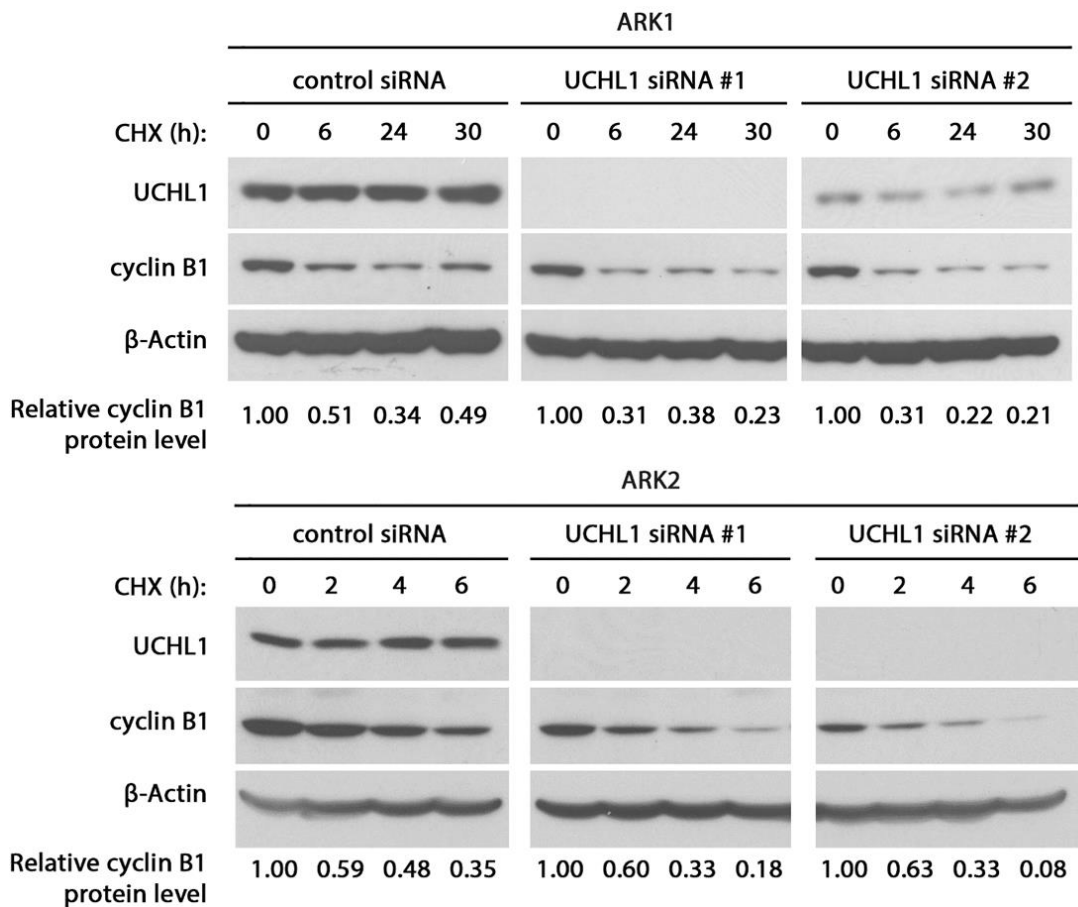 ARK1
control siRNA UCHL1 siRNA #1 UCHL1 siRNA #2
CHX (h): 0 6 24 30 0 6 24 30 0 6 24 30
UCHL1
cyclin B1
β-Actin
Relative cyclin B1
protein level
1.00 0.51 0.34 0.49 1.00 0.31 0.38 0.23 1.00 0.31 0.22 0.21
ARK2
control siRNA UCHL1 siRNA #1 UCHL1 siRNA #2
CHX (h): 0 2 4 6 0 2 4 6 0 2 4 6
UCHL1
cyclin B1
β-Actin
Relative cyclin B1
protein level
1.00 0.59 0.48 0.35 1.00 0.60 0.33 0.18 1.00 0.63 0.33 0.08